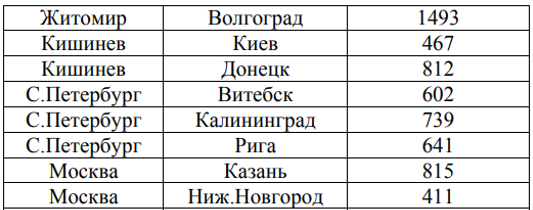 Житомир Волгоград 1493
Кишинев Киев 467
Кишинев Донецк 812
С.Петербург Витебск 602
С.Петербург Калининград 739
С.Петербург Рига 641
Москва Казань 815
Москва Ниж.Новгород 411